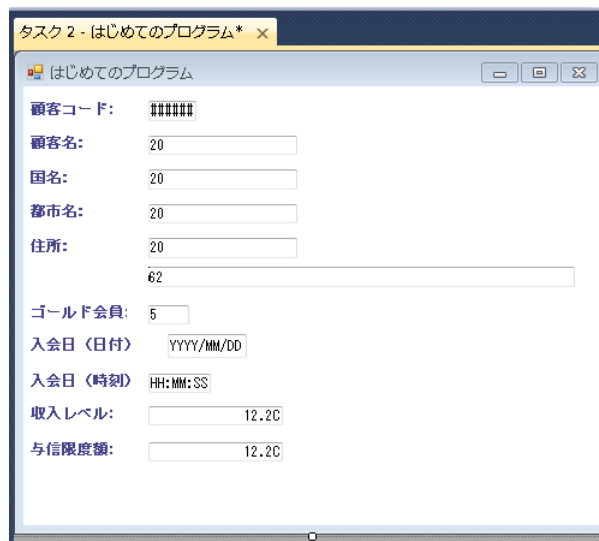 タスク 2 - はじめてのプログラム*
はじめてのプログラム
顧客コード: ######
顧客名: 20
国名: 20
都市名: 20
住所: 20
62
ゴールド会員: 5
入会日（日付） YYYY/MM/DD
入会日（時刻） HH:MM:SS
収入レベル: 12.2C
与信限度額: 12.2C